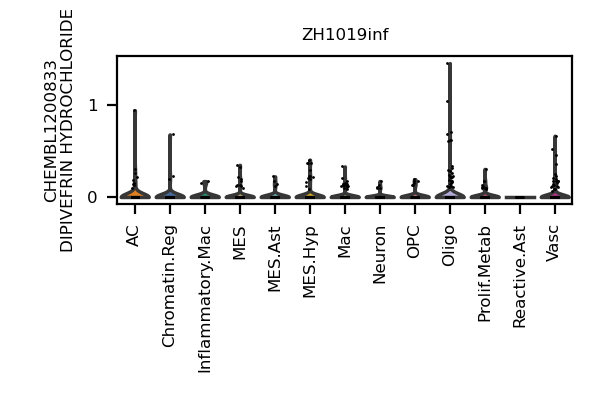 ZH1019inf
CHEMBL1200833
DIPIVEFRIN HYDROCHLORIDE
1
0
AC
Chromatin.Reg
Inflammatory.Mac
MES
MES.Ast
MES.Hyp
Mac
Neuron
OPC
Oligo
Prolif.Metab
Reactive.Ast
Vasc